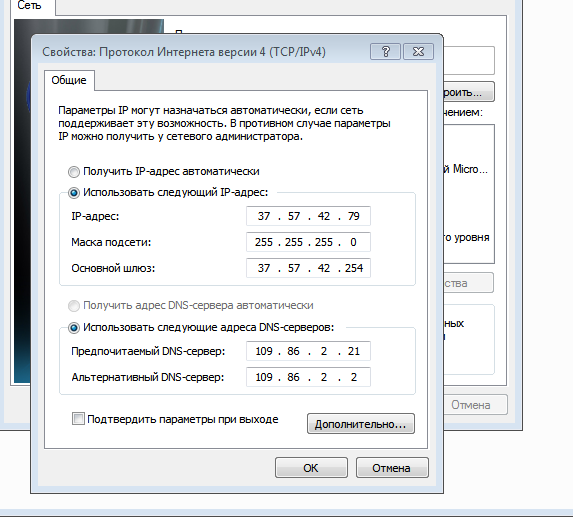 Сеть
Свойства: Протокол Интернета версии 4 (TCP/IPv4)
Общие
роить...
чением:
Параметры IP могут назначаться автоматически, если сеть
поддерживает эту возможность. В противном случае параметры
IP можно получить у сетевого администратора.
Получить IP-адрес автоматически
й Micro...
Использовать следующий IP-адрес:
IP-адрес: 37 . 57 . 42 . 79
Маска подсети: 255 . 255 . 255 . 0
го уровня
Основной шлюз: 37 . 57 . 42 . 254
ства
Получить адрес DNS-сервера автоматически
Использовать следующие адреса DNS-серверов:
ных
Предпочитаемый DNS-сервер: 109 . 86 . 2 . 21
Альтернативный DNS-сервер: 109 . 86 . 2 . 2
Подтвердить параметры при выходе
Дополнительно...
Отмена
ОК
Отмена